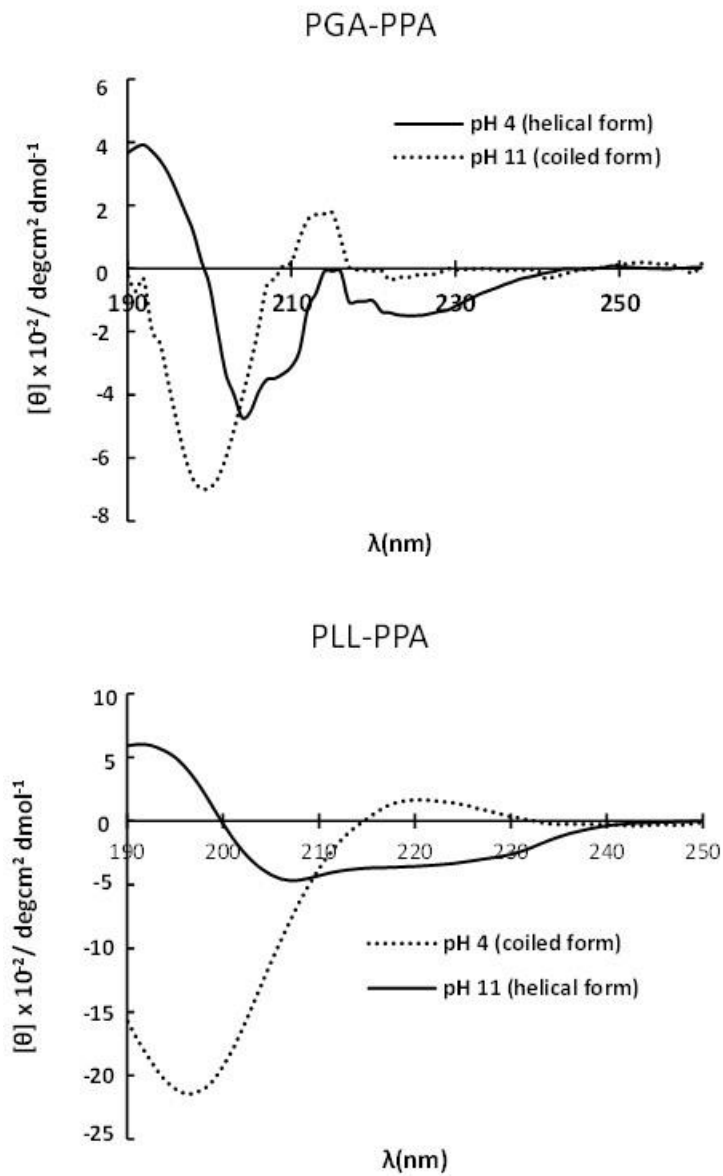 PGA-PPA
6
4
2
0
-2
-4
-6
-8
190
210
230
250
pH 4 (helical form)
pH 11 (coiled form)
[θ] x 10⁻² / degcm² dmol⁻¹
λ(nm)
PLL-PPA
10
5
0
-5
-10
-15
-20
-25
190
200
210
220
230
240
250
pH 4 (coiled form)
pH 11 (helical form)
[θ] x 10⁻² / degcm² dmol⁻¹
λ(nm)